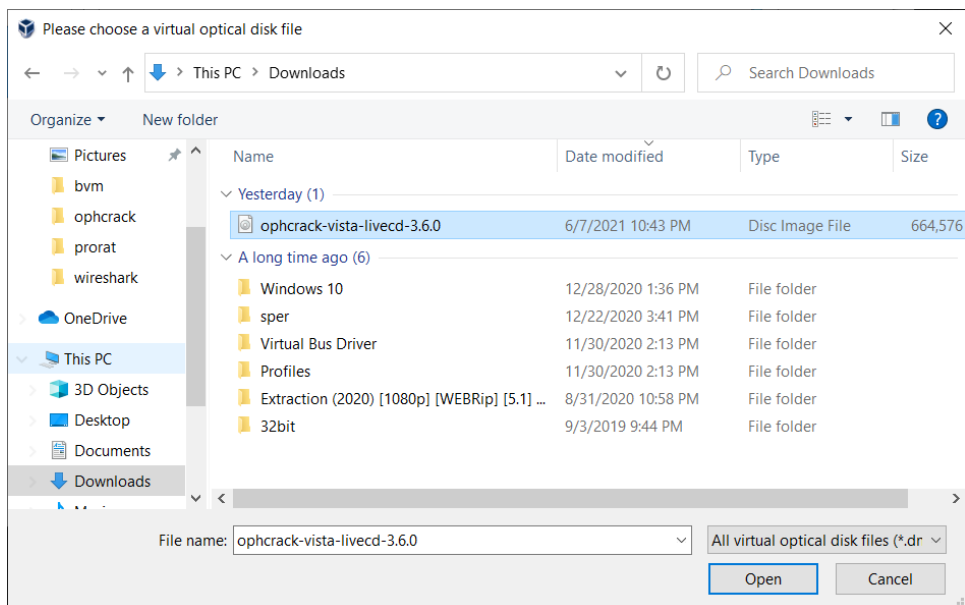 Please choose a virtual optical disk file
This PC > Downloads
Search Downloads
Organize
New folder
Pictures
bvm
ophcrack
prorat
wireshark
OneDrive
This PC
3D Objects
Desktop
Documents
Downloads
Name Date modified Type Size
Yesterday (1)
ophcrack-vista-livecd-3.6.0 6/7/2021 10:43 PM Disc Image File 664,576
A long time ago (6)
Windows 10 12/28/2020 1:36 PM File folder
sper 12/22/2020 3:41 PM File folder
Virtual Bus Driver 11/30/2020 2:13 PM File folder
Profiles 11/30/2020 2:13 PM File folder
Extraction (2020) [1080p] [WEBRip] [5.1] ... 8/31/2020 10:58 PM File folder
32bit 9/3/2019 9:44 PM File folder
File name: ophcrack-vista-livecd-3.6.0
All virtual optical disk files (*.dr
Open Cancel